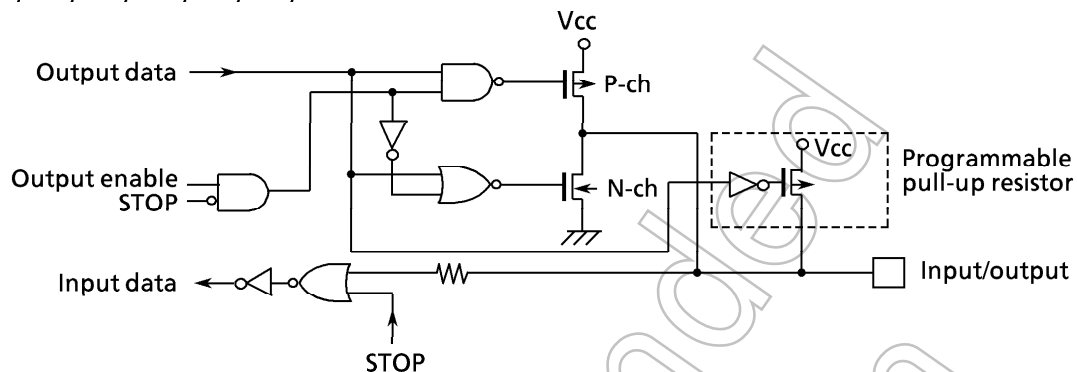 Vcc
Output data
P-ch
Vcc
Programmable
pull-up resistor
Output enable
STOP
N-ch
Input data
Input/output
STOP